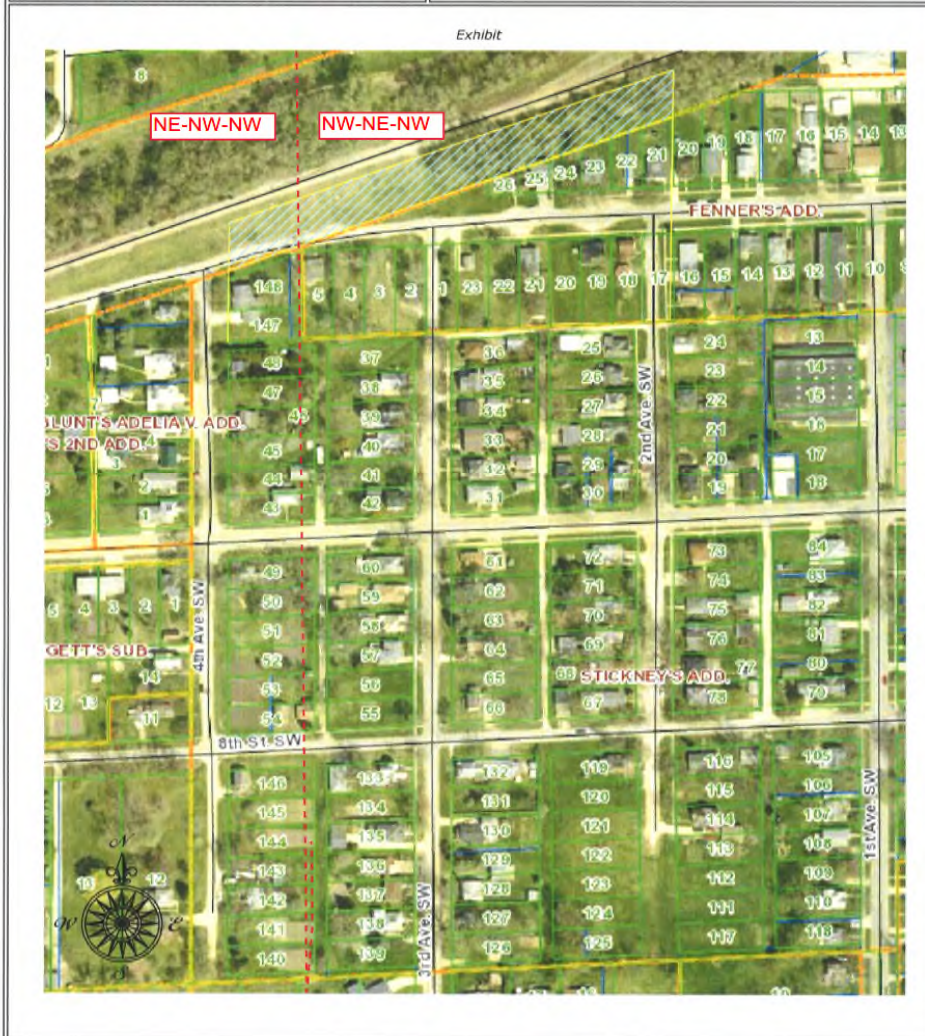 Exhibit
8
NE-NW-NW
NW-NE-NW
26 25 24 23 22 21 20 19 18 17 16 15 14 13
FENNER'S ADD.
146 5 4 3 2 1 23 22 21 20 19 18 17 16 15 14 13 12 11 10
147
48 37 36 25 24 13
47 38 35 26 23 14
46 39 34 27 22 15
BLUNT'S ADELIA V. ADD.
'S 2ND ADD.
4
45 40 33 28 21 16
3
44 41 32 29 20 17
2
43 42 31 30 19 18
1
2nd Ave. SW
49 60 61 72 73 84
5 4 3 2 1
50 59 62 71 74 83
51 58 63 70 75 82
GETT'S SUB
52 57 64 69 76 81
14
53 56 65 68 77 80
STICKNEY'S ADD.
12 13
11
54 55 66 67 78 79
4th Ave. SW
8th St. SW
146 133 132 119 116 105
145 134 131 120 115 106
144 135 130 121 114 107
143 136 129 122 113 108
13 12
142 137 128 123 112 109
141 138 127 124 111 110
140 139 126 125 117 118
3rd Ave. SW
1st Ave. SW
N
W E
S